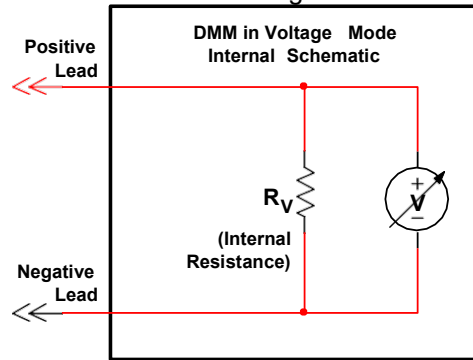 DMM in Voltage Mode
Internal Schematic
Positive
Lead
RV
(Internal
Resistance)
+
V
−
Negative
Lead